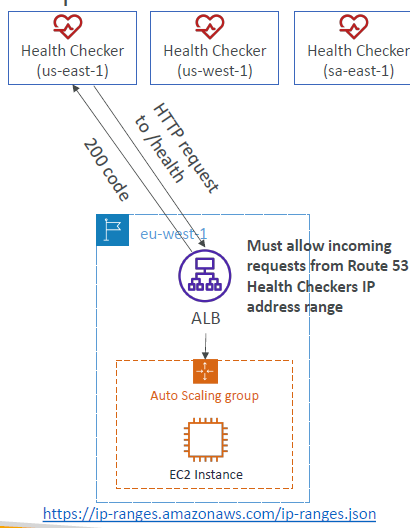 Health Checker
(us-east-1)
Health Checker
(us-west-1)
Health Checker
(sa-east-1)
HTTP request
to /health
200 code
eu-west-1
Must allow incoming
requests from Route 53
Health Checkers IP
address range
ALB
Auto Scaling group
EC2 Instance
https://ip-ranges.amazonaws.com/ip-ranges.json